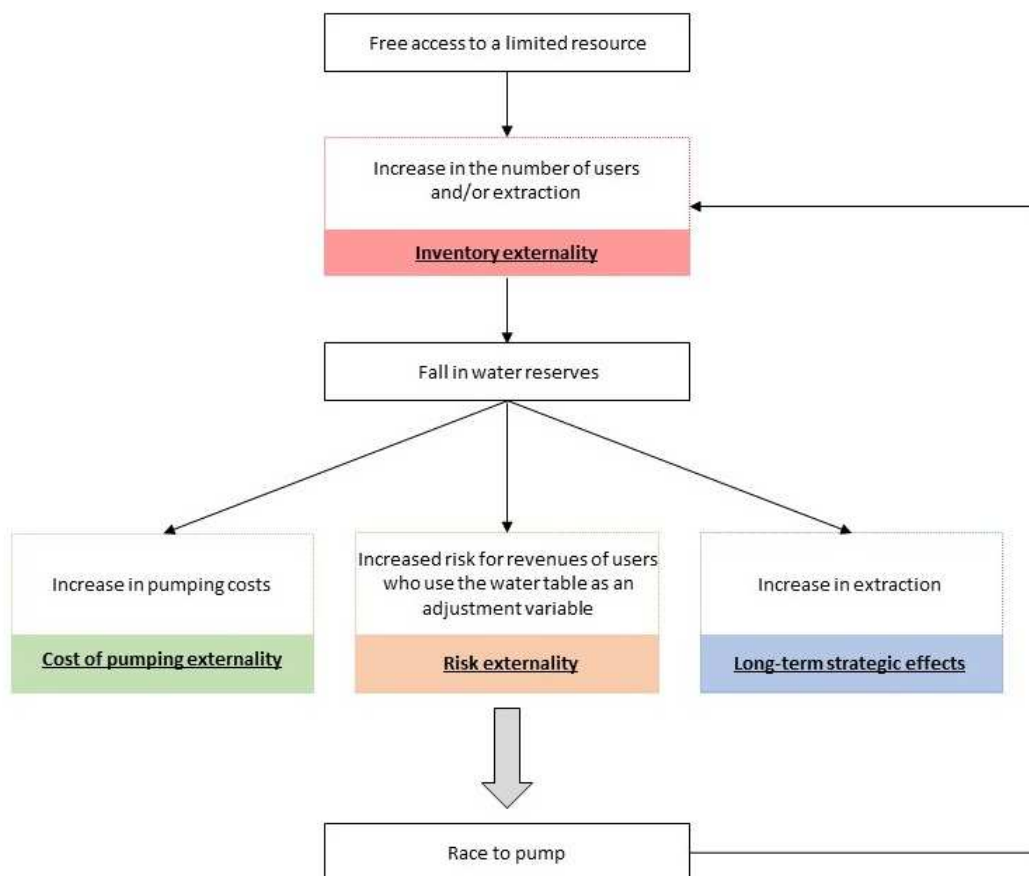 Free access to a limited resource
Increase in the number of users
and/or extraction
Inventory externality
Fall in water reserves
Increase in pumping costs
Cost of pumping externality
Increased risk for revenues of users
who use the water table as an
adjustment variable
Risk externality
Increase in extraction
Long-term strategic effects
Race to pump